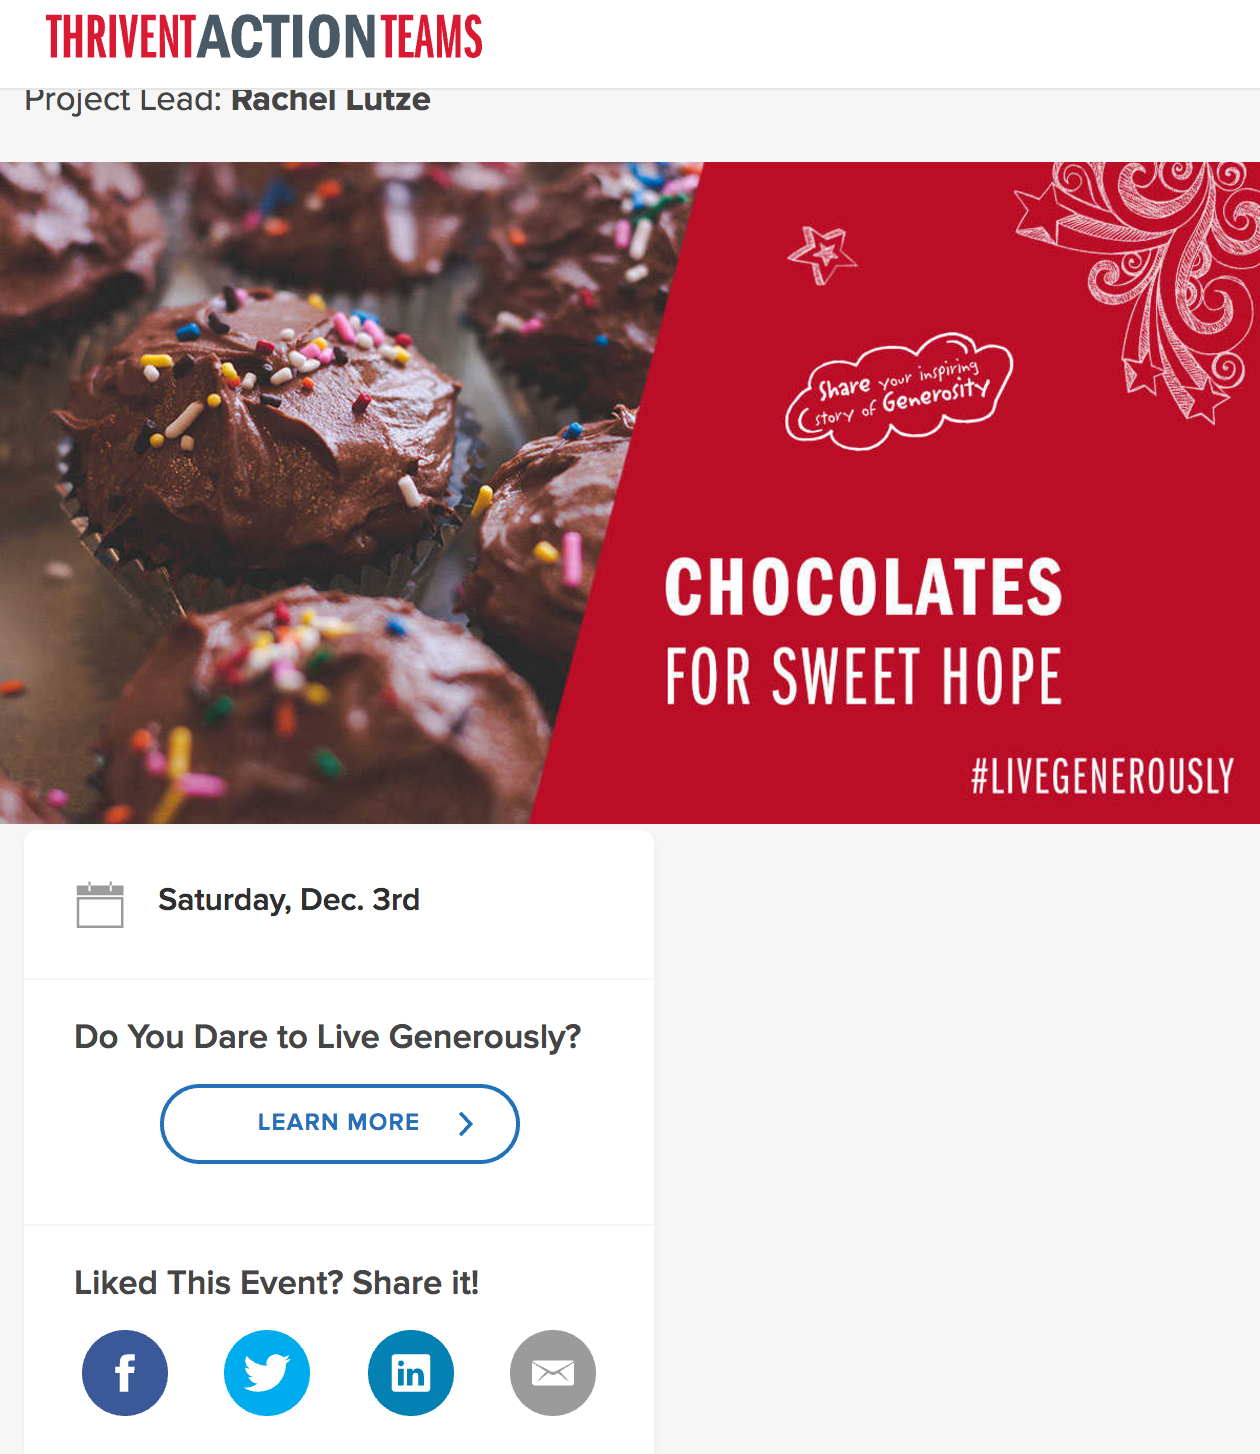 THRIVENTACTIONTEAMS
Project Lead: Rachel Lutze
Share your inspiring
story of Generosity
CHOCOLATES
FOR SWEET HOPE
#LIVEGENEROUSLY
Saturday, Dec. 3rd
Do You Dare to Live Generously?
LEARN MORE
Liked This Event? Share it!
f
in